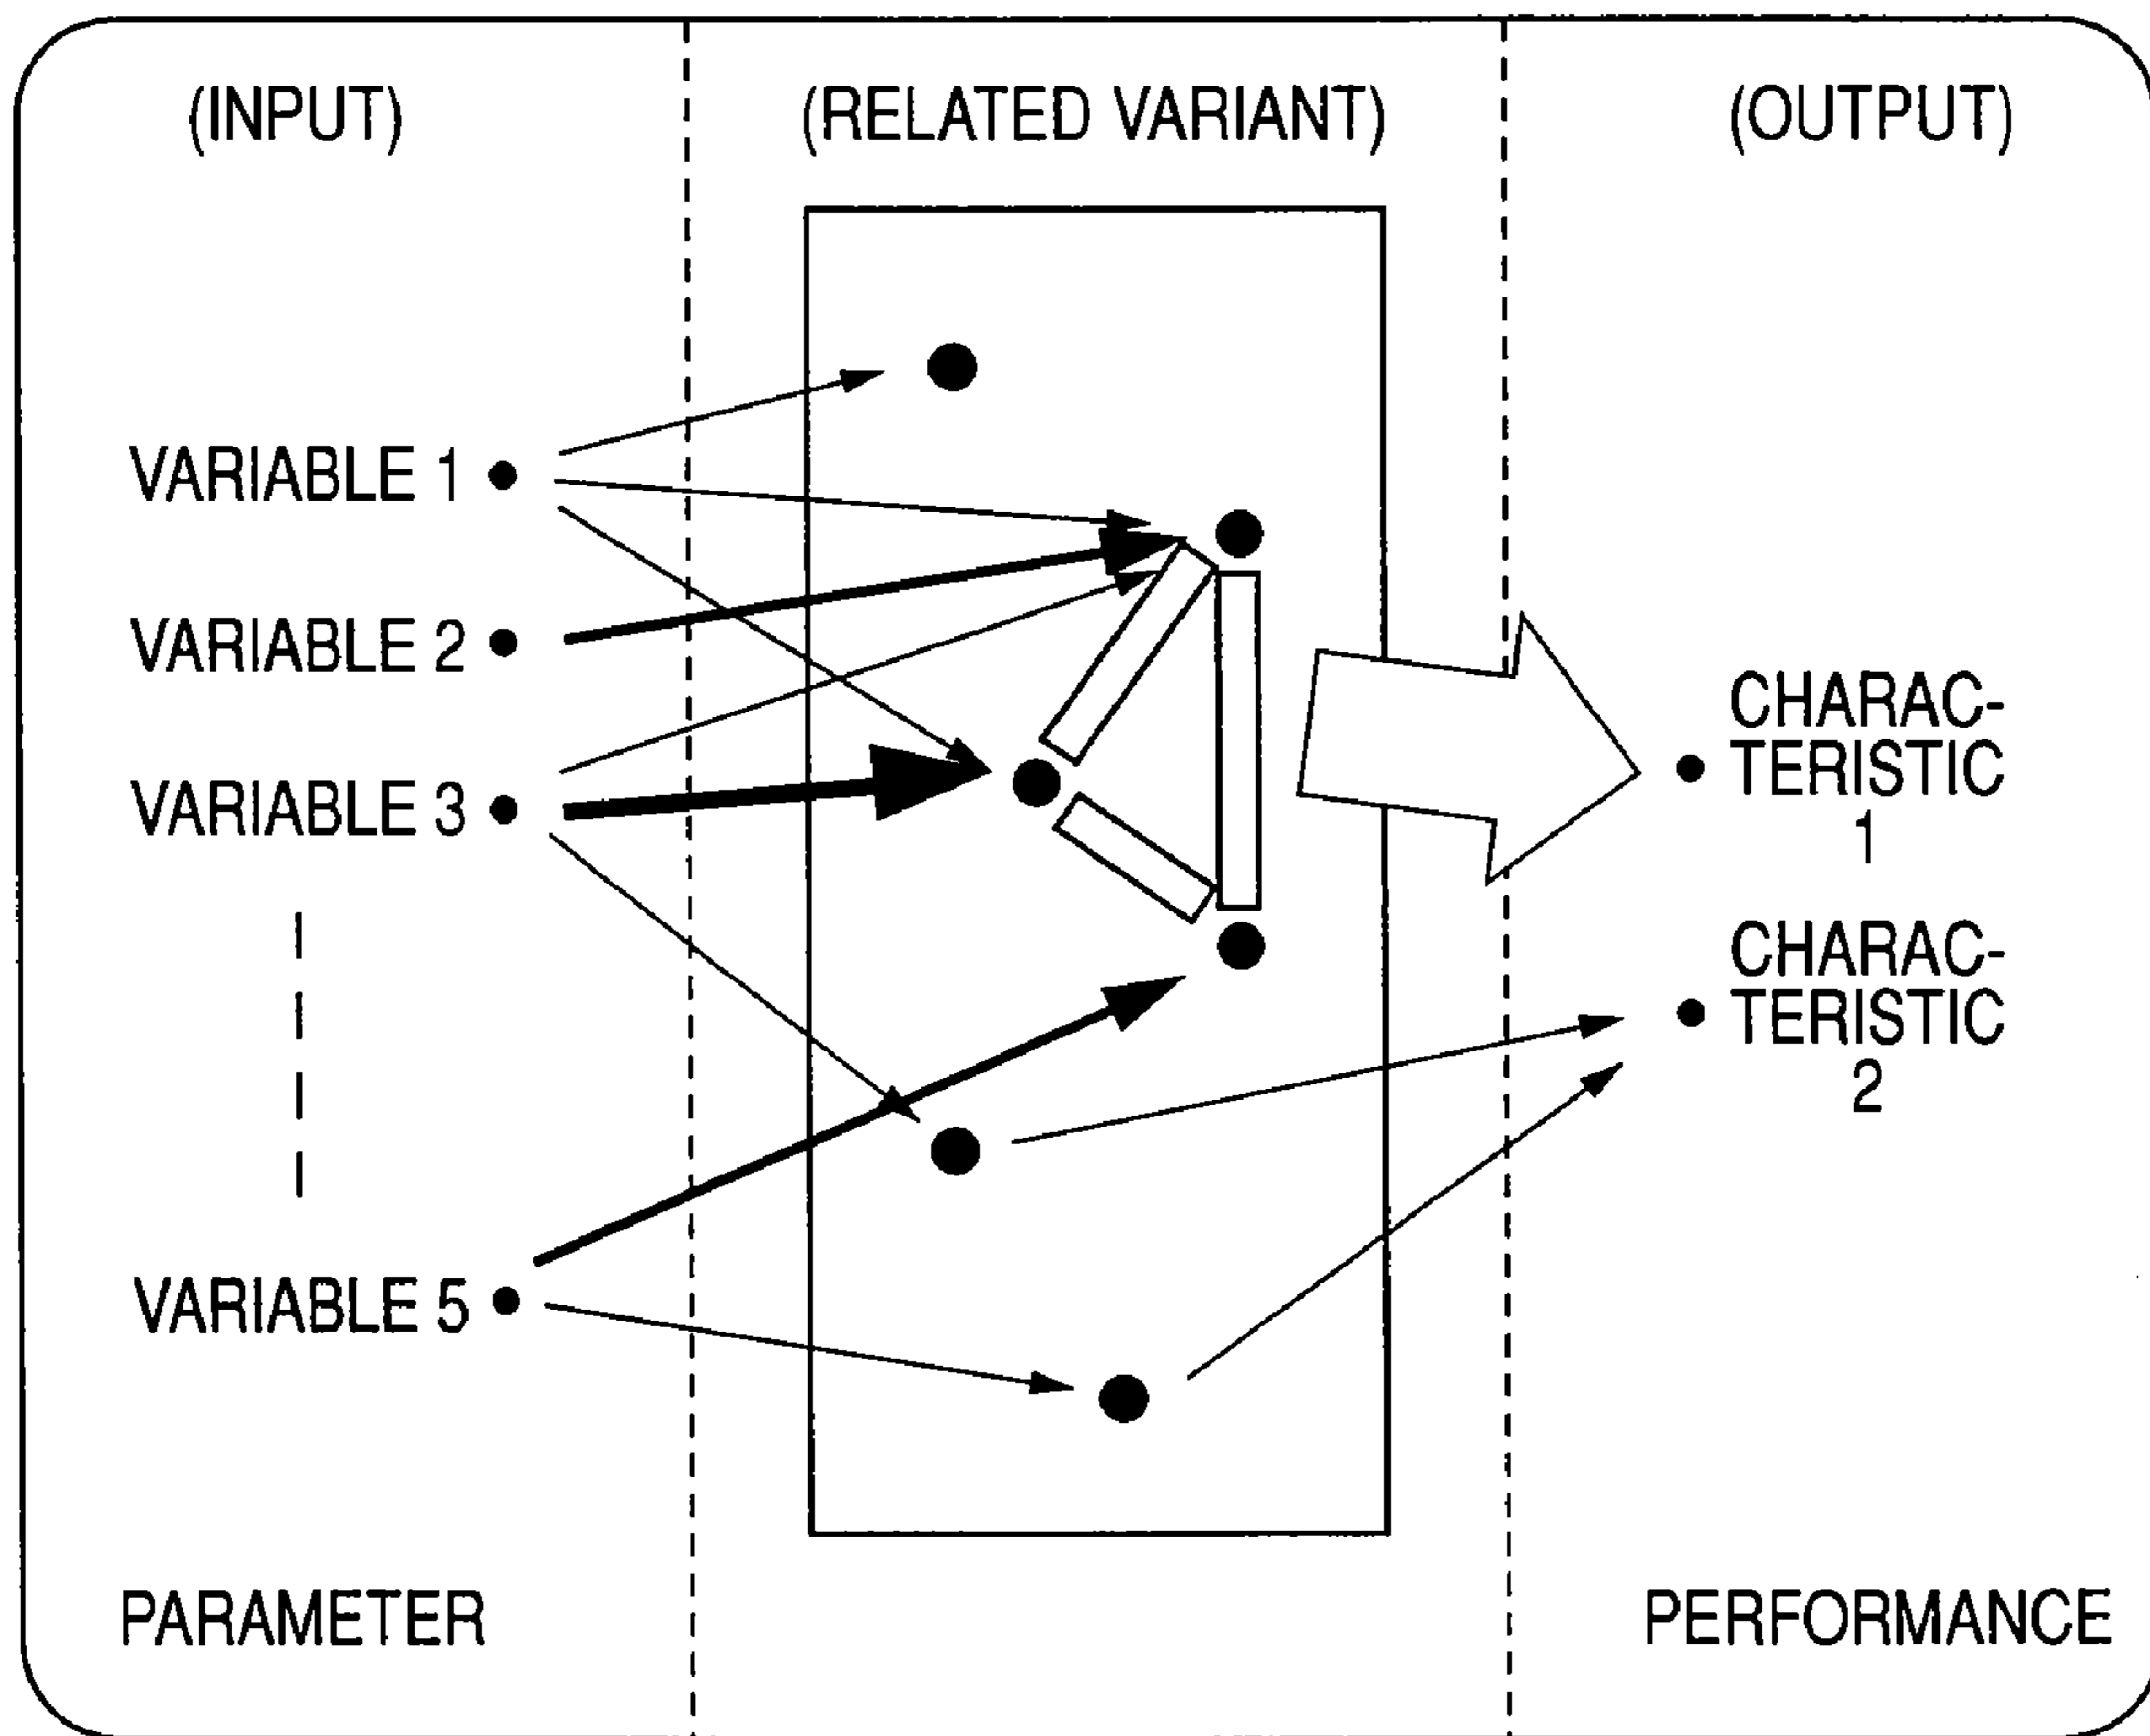 (INPUT)
(RELATED VARIANT)
(OUTPUT)
VARIABLE 1
VARIABLE 2
VARIABLE 3
VARIABLE 5
CHARAC-
TERISTIC
1
CHARAC-
TERISTIC
2
PARAMETER
PERFORMANCE